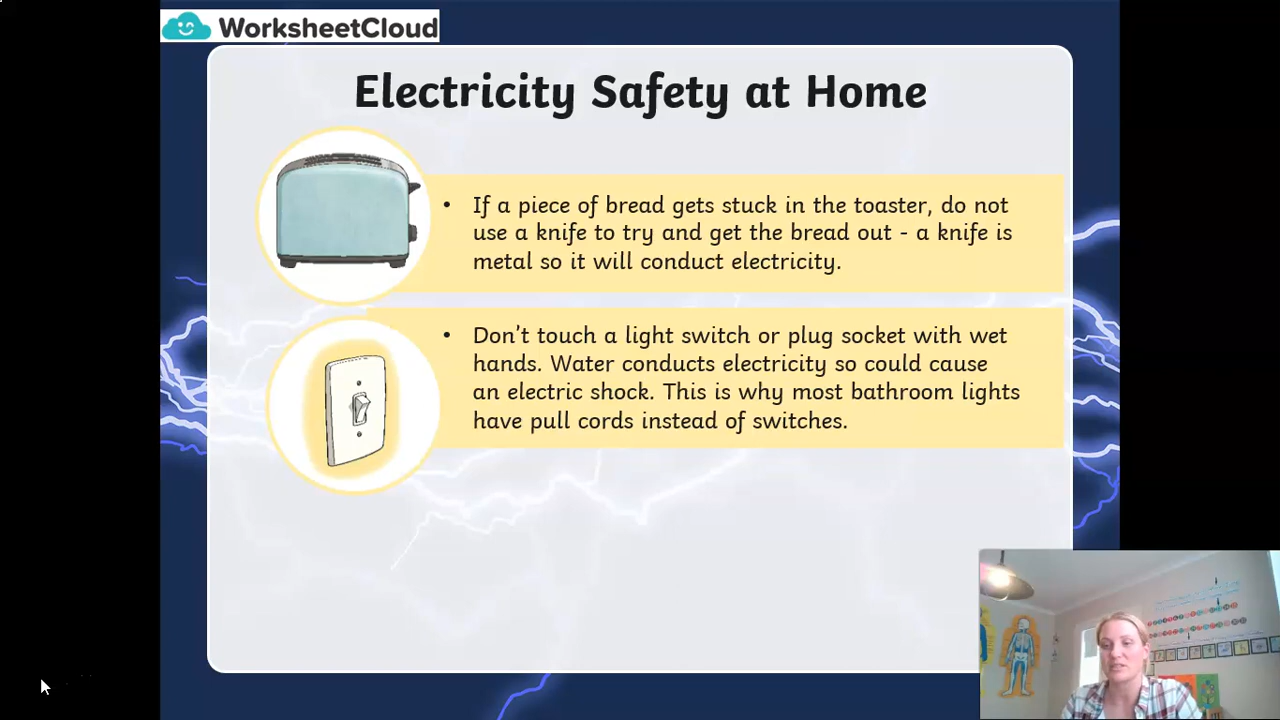 WorksheetCloud
Electricity Safety at Home
• If a piece of bread gets stuck in the toaster, do not
use a knife to try and get the bread out - a knife is
metal so it will conduct electricity.
• Don't touch a light switch or plug socket with wet
hands. Water conducts electricity so could cause
an electric shock. This is why most bathroom lights
have pull cords instead of switches.